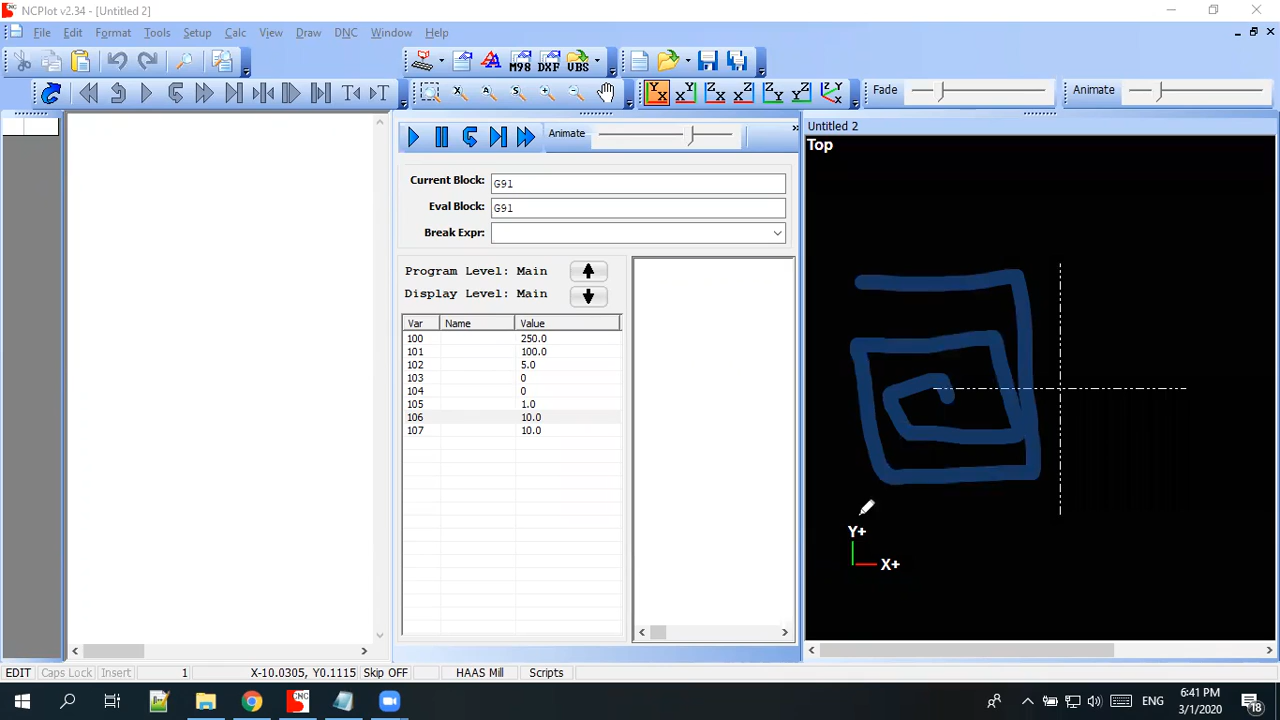 NCPlot v2.34 - [Untitled 2]
File Edit Format Tools Setup Calc View Draw DNC Window Help
M98 DXF VBS
Fade Animate
Untitled 2
Top
Animate
Current Block: G91
Eval Block: G91
Break Expr:
Program Level: Main
Display Level: Main
Var Name Value
100 250.0
101 100.0
102 5.0
103 0
104 0
105 1.0
106 10.0
107 10.0
Y+
X+
EDIT Caps Lock Insert 1 X-10.0305, Y0.1115 Skip OFF HAAS Mill Scripts
ENG
6:41 PM
3/1/2020
18